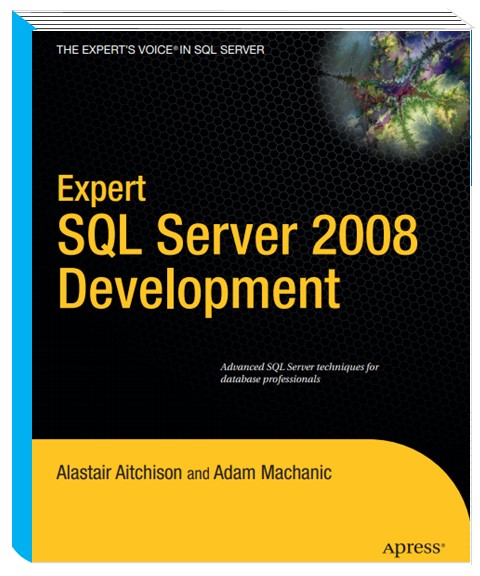 THE EXPERT'S VOICE® IN SQL SERVER
Expert
SQL Server 2008
Development
Advanced SQL Server techniques for
database professionals
Alastair Aitchison and Adam Machanic
Apress®